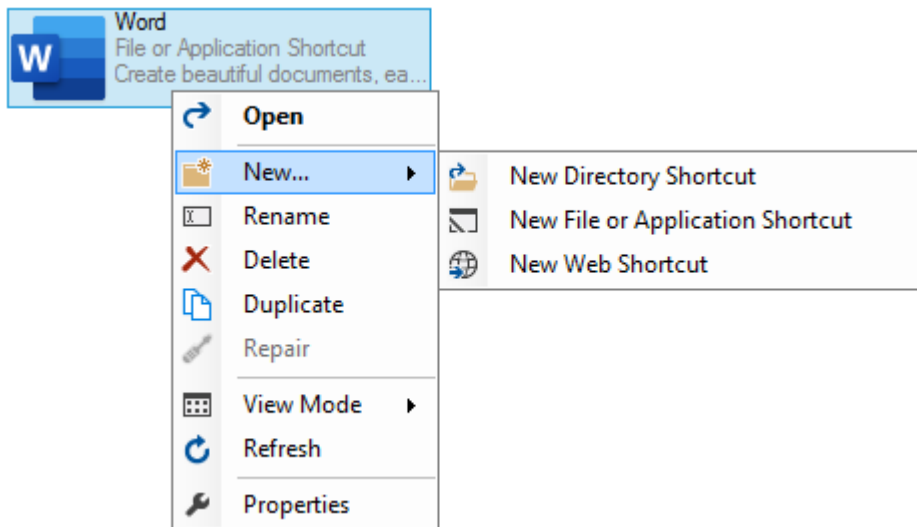 Word
W
File or Application Shortcut
Create beautiful documents, ea...
Open
New...
Rename
Delete
Duplicate
Repair
View Mode
Refresh
Properties
New Directory Shortcut
New File or Application Shortcut
New Web Shortcut